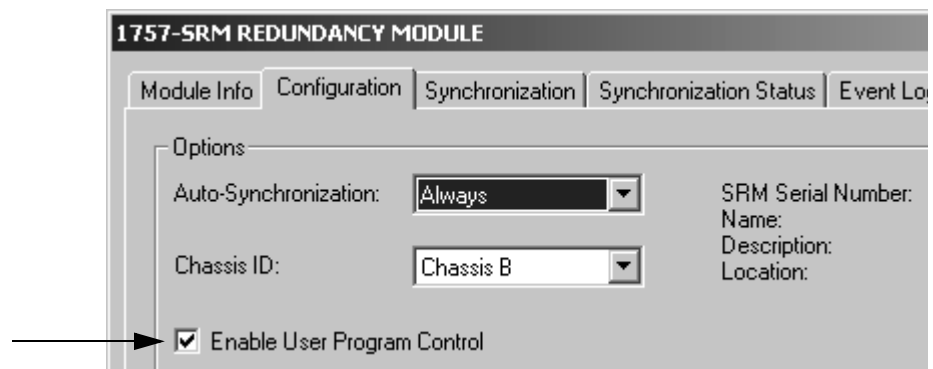 1757-SRM REDUNDANCY MODULE
Module Info Configuration Synchronization Synchronization Status Event Lo
Options
Auto-Synchronization: Always SRM Serial Number:
Name:
Chassis ID: Chassis B Description:
Location:
Enable User Program Control